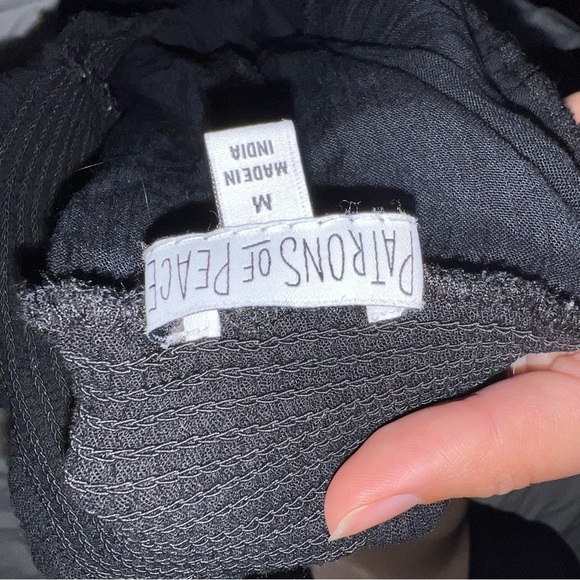 PATRONS OF PEACE
M
MADE IN
INDIA